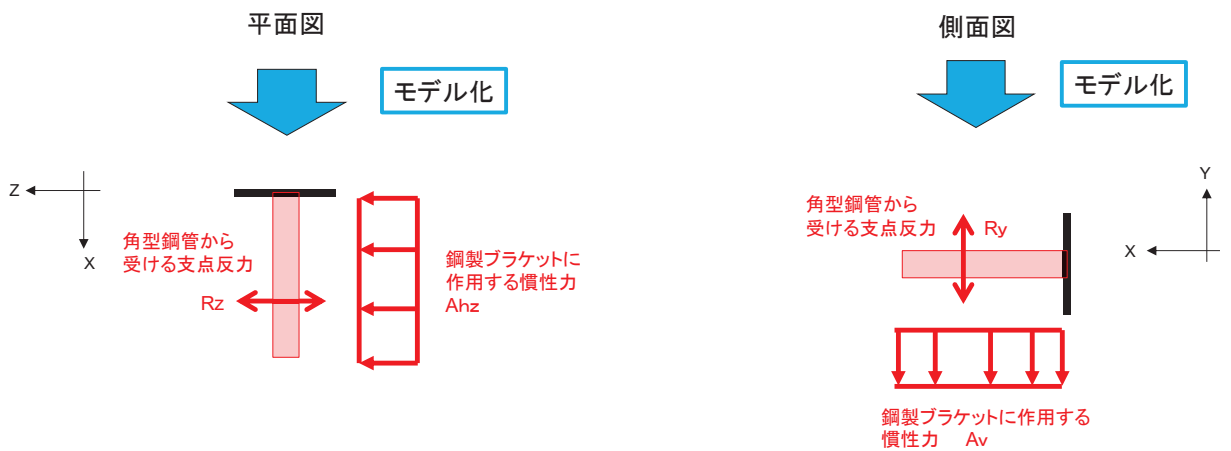 平面図
モデル化
Z
X
角型鋼管から
受ける支点反力
Rz
鋼製ブラケットに
作用する慣性力
Ahz
側面図
モデル化
Y
X
角型鋼管から
受ける支点反力
Ry
鋼製ブラケットに作用する
慣性力 Av